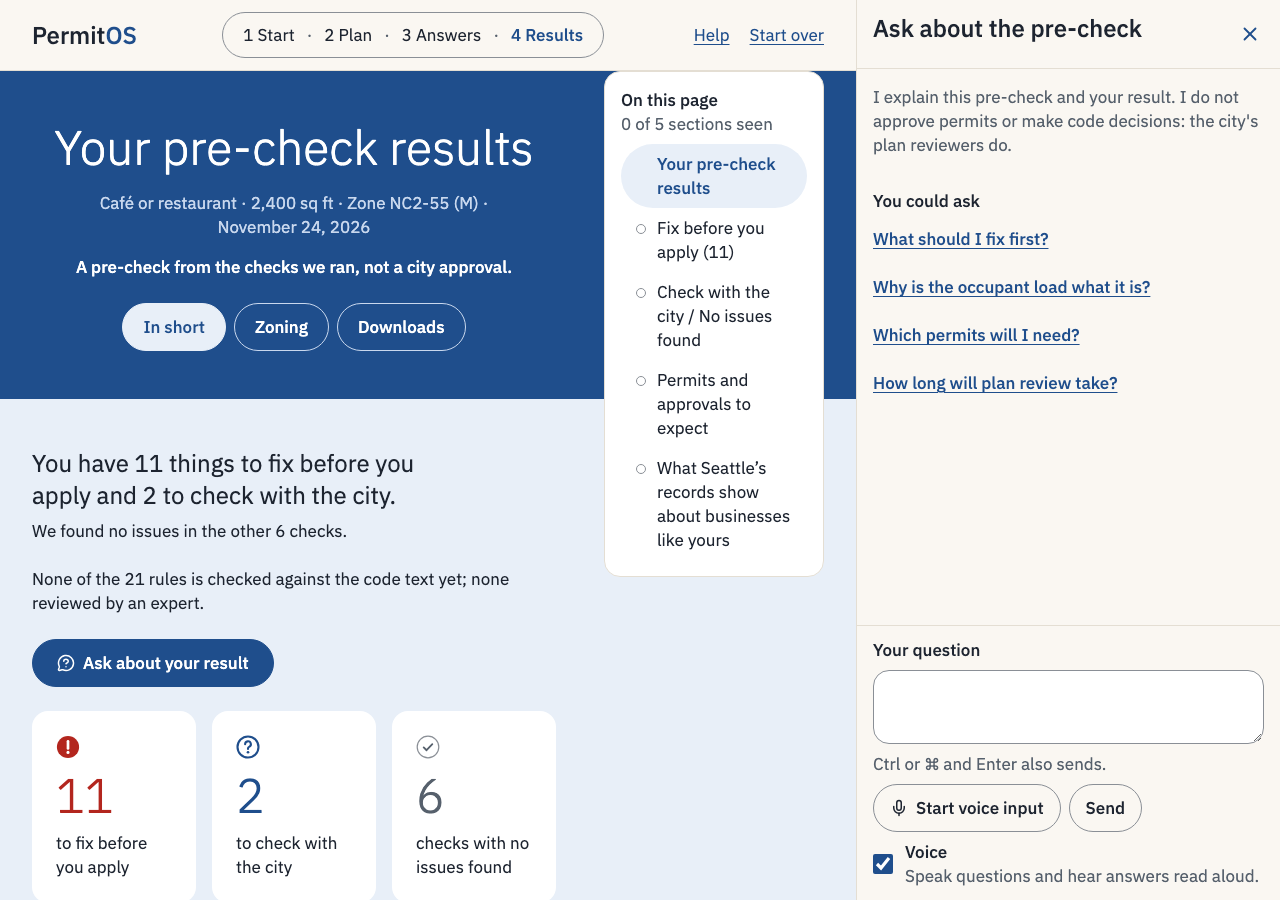 PermitOS
1 Start · 2 Plan · 3 Answers · 4 Results
Help
Start over
Your pre-check results
Café or restaurant · 2,400 sq ft · Zone NC2-55 (M) ·
November 24, 2026
A pre-check from the checks we ran, not a city approval.
In short
Zoning
Downloads
On this page
0 of 5 sections seen
Your pre-check
results
Fix before you
apply (11)
Check with the
city / No issues
found
Permits and
approvals to
expect
What Seattle’s
records show
about businesses
like yours
You have 11 things to fix before you
apply and 2 to check with the city.
We found no issues in the other 6 checks.
None of the 21 rules is checked against the code text yet; none
reviewed by an expert.
Ask about your result
11
to fix before
you apply
2
to check with
the city
6
checks with no
issues found
Ask about the pre-check
I explain this pre-check and your result. I do not
approve permits or make code decisions: the city's
plan reviewers do.
You could ask
What should I fix first?
Why is the occupant load what it is?
Which permits will I need?
How long will plan review take?
Your question
Ctrl or ⌘ and Enter also sends.
Start voice input
Send
Voice
Speak questions and hear answers read aloud.